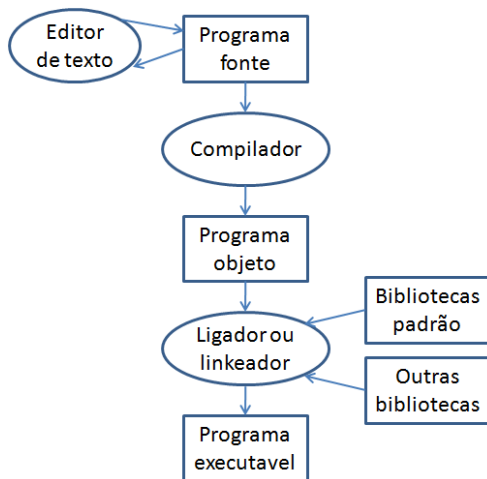 Editor
de texto
Programa
fonte
Compilador
Programa
objeto
Bibliotecas
padrão
Ligador ou
linkeador
Outras
bibliotecas
Programa
executavel